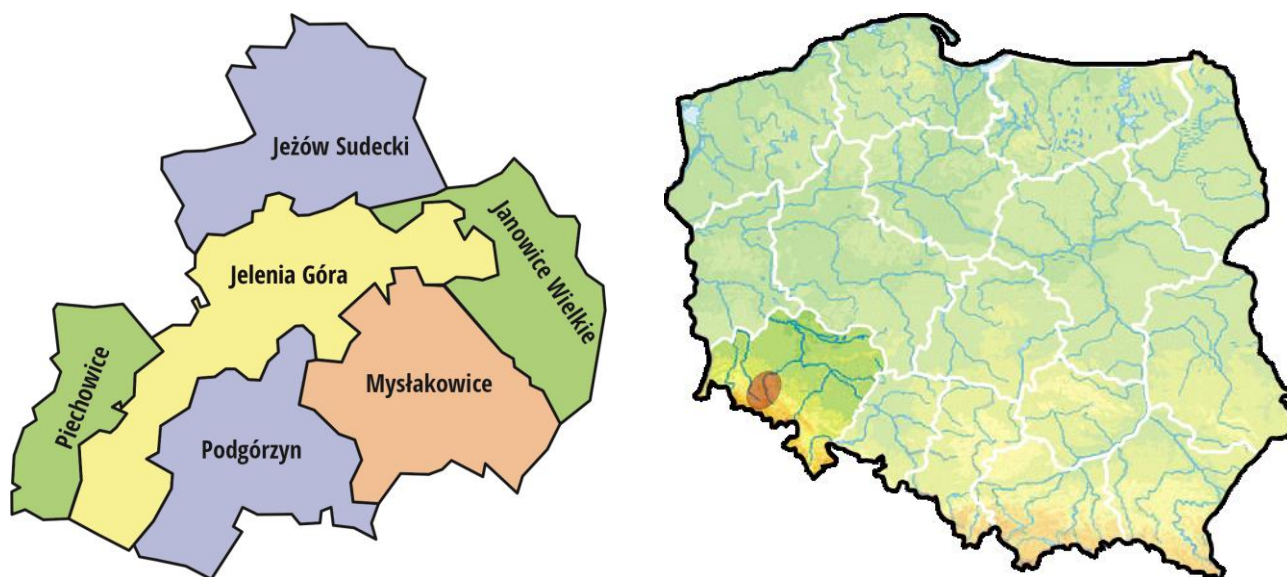 Jeżów Sudecki
Janowice Wielkie
Jelenia Góra
Piechowice
Mysłakowice
Podgórzyn